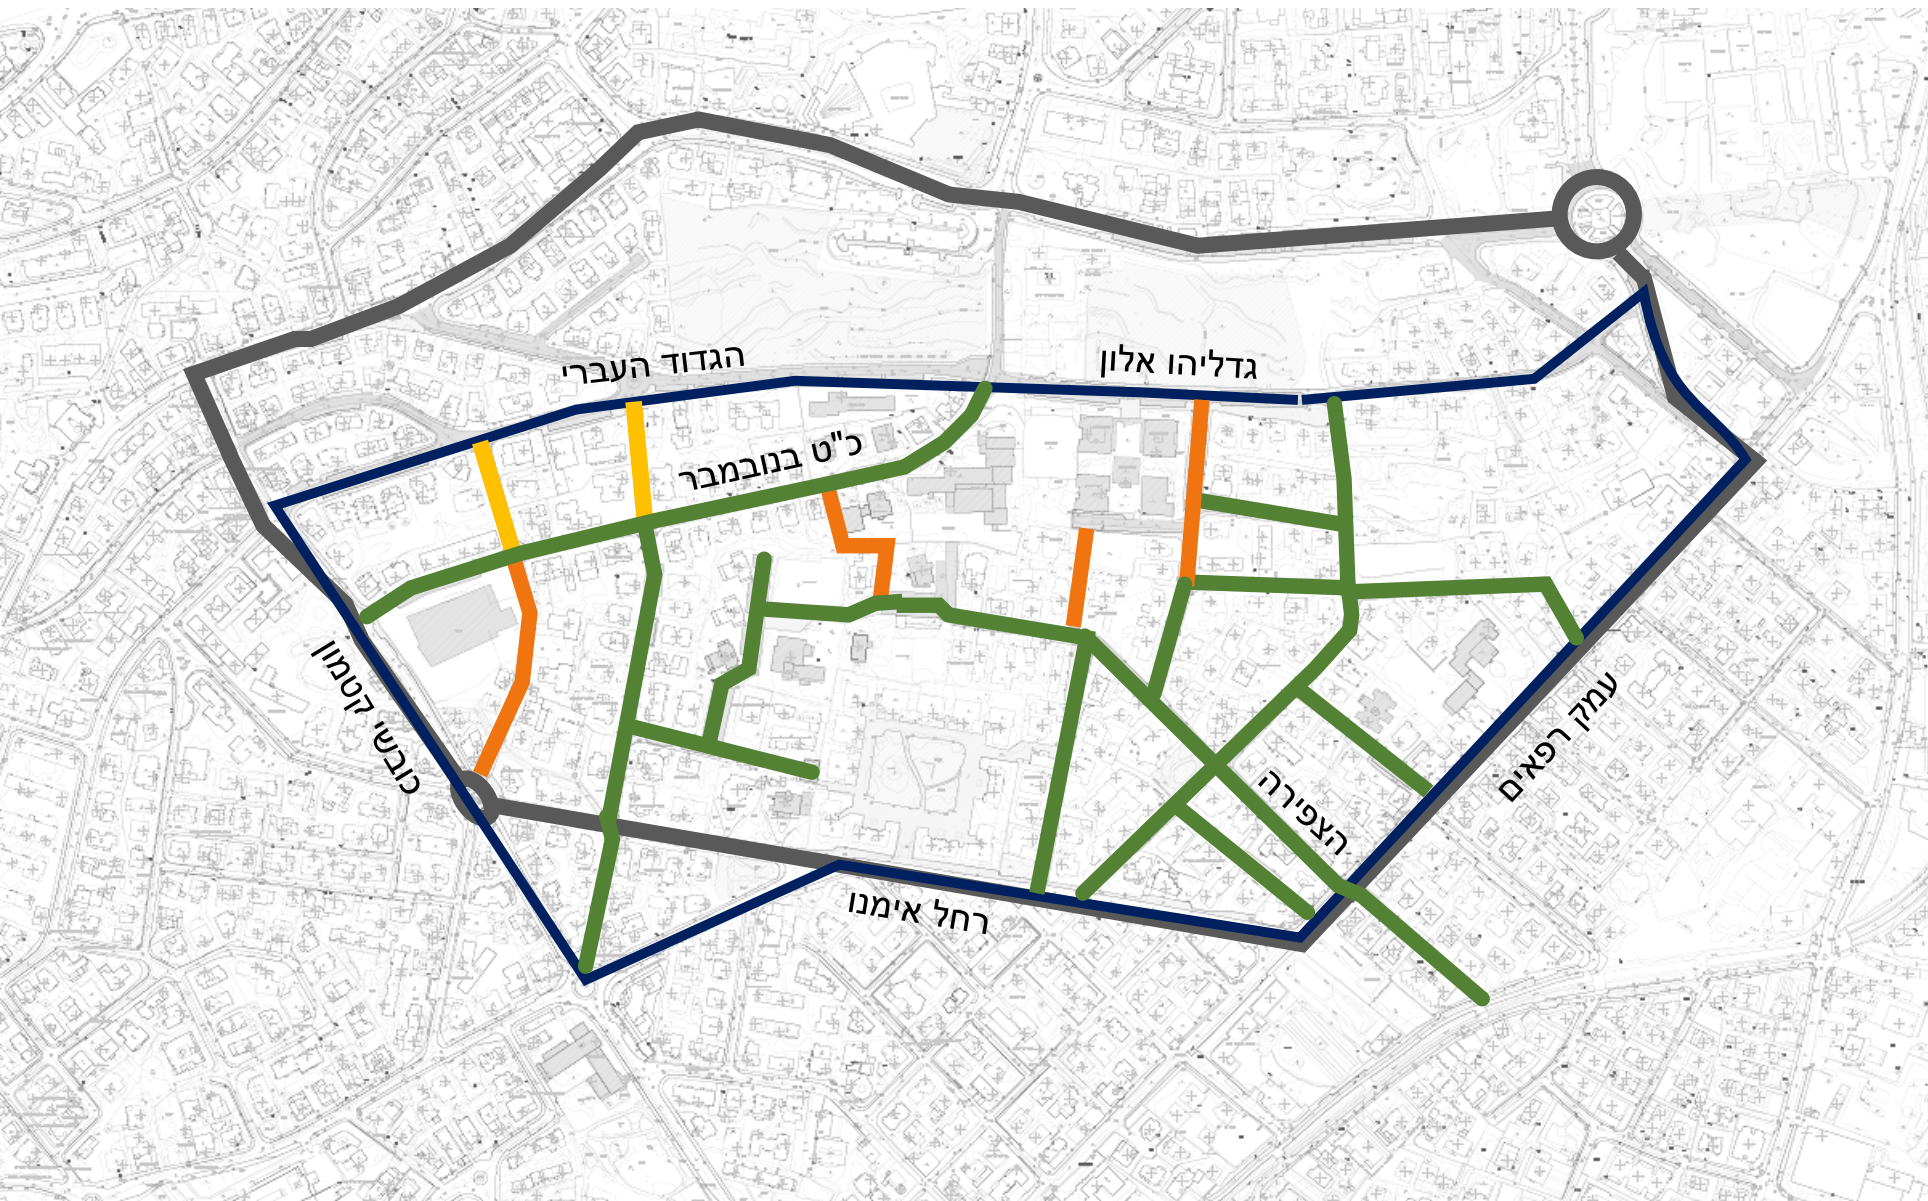 הגדוד העברי
גדליהו אלון
כ"ט בנובמבר
כובשי קטמון
עמק רפאים
הצפירה
רחל אימנו